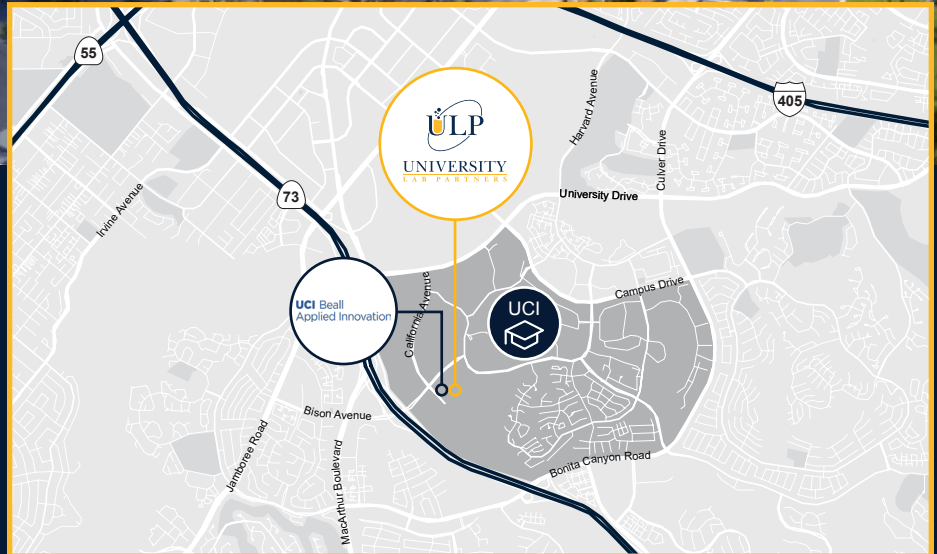 55
405
Harvard Avenue
ULP
UNIVERSITY
LAB PARTNERS
Culver Drive
Irvine Avenue
73
University Drive
UCI Beall
Applied Innovation
California Avenue
UCI
Campus Drive
Bison Avenue
Jamboree Road
MacArthur Boulevard
Bonita Canyon Road